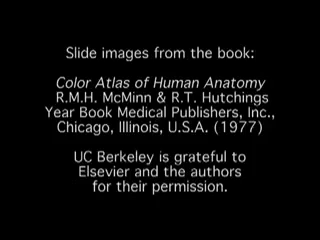 Slide images from the book:
Color Atlas of Human Anatomy
R.M.H. McMinn & R.T. Hutchings
Year Book Medical Publishers, Inc.,
Chicago, Illinois, U.S.A. (1977)
UC Berkeley is grateful to
Elsevier and the authors
for their permission.